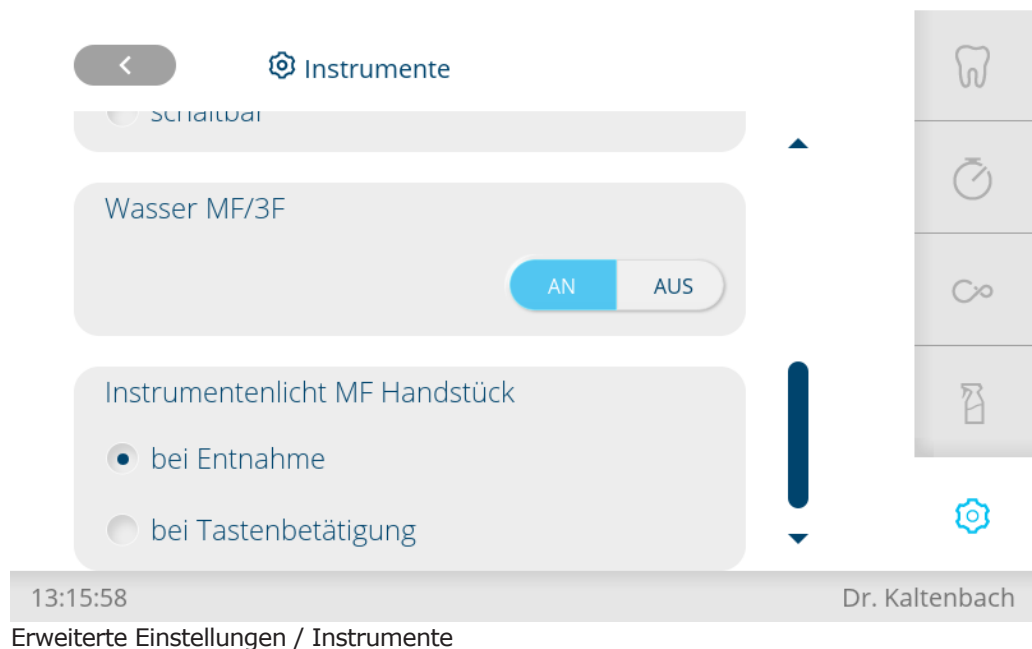 Instrumente
schaltbar
Wasser MF/3F
AN AUS
Instrumentenlicht MF Handstück
bei Entnahme
bei Tastenbetätigung
13:15:58 Dr. Kaltenbach
Erweiterte Einstellungen / Instrumente